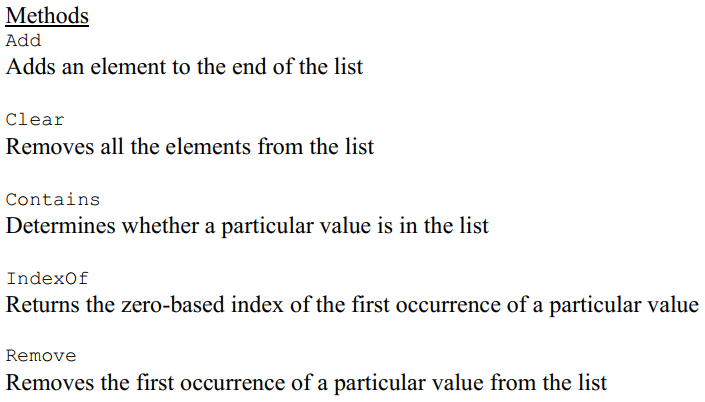 Methods
Add
Adds an element to the end of the list
Clear
Removes all the elements from the list
Contains
Determines whether a particular value is in the list
IndexOf
Returns the zero-based index of the first occurrence of a particular value
Remove
Removes the first occurrence of a particular value from the list